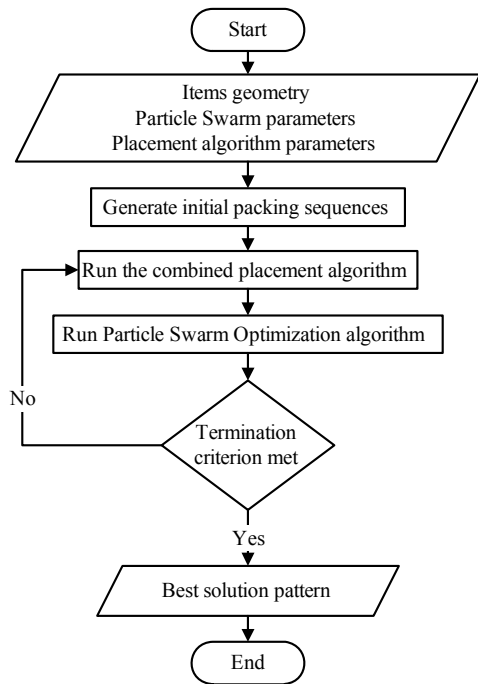 Start
Items geometry
Particle Swarm parameters
Placement algorithm parameters
Generate initial packing sequences
Run the combined placement algorithm
Run Particle Swarm Optimization algorithm
No
Termination
criterion met
Yes
Best solution pattern
End